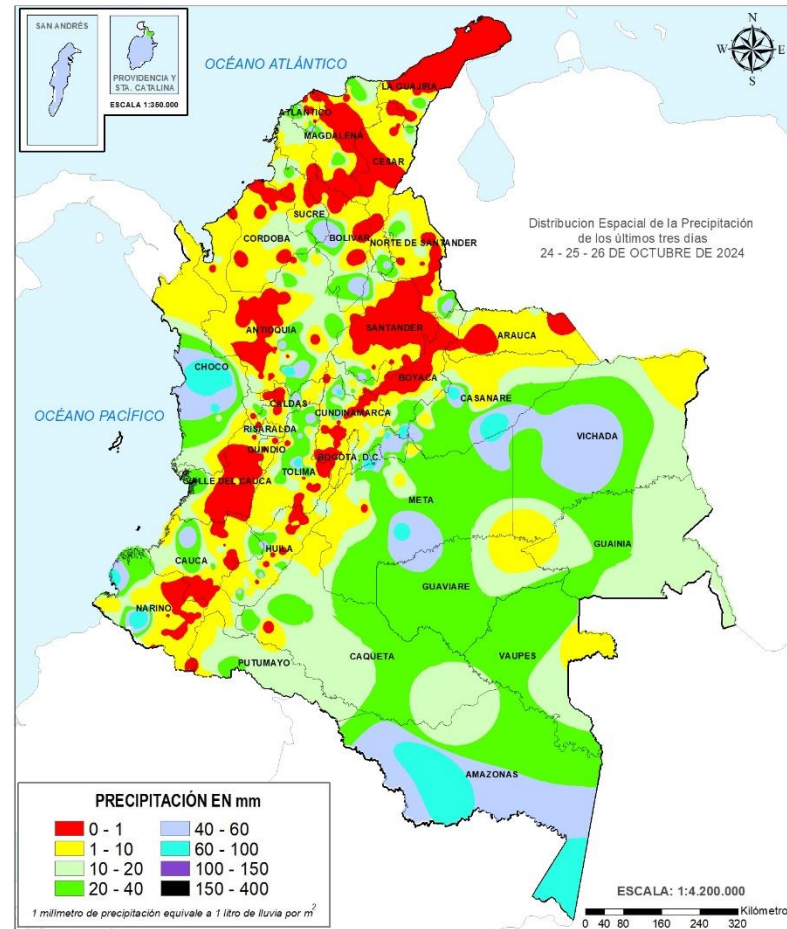 SAN ANDRÉS
PROVIDENCIA Y
STA. CATALINA
ESCALA 1:350.000
OCÉANO ATLÁNTICO
N
W
E
S
LA GUAJIRA
ATLANTICO
MAGDALENA
CESAR
SUCRE
CORDOBA
BOLIVAR
NORTE DE SANTANDER
Distribucion Espacial de la Precipitación
de los últimos tres días
24 - 25 - 26 DE OCTUBRE DE 2024
ANTIOQUIA
SANTANDER
ARAUCA
CHOCO
BOYACA
CASANARE
OCÉANO PACÍFICO
CALDAS
CUNDINAMARCA
RISARALDA
VICHADA
QUINDIO
BOGOTA, D.C.
TOLIMA
VALLE DEL CAUCA
META
GUAINIA
CAUCA
HUILA
GUAVIARE
NARIÑO
CAQUETA
VAUPES
PUTUMAYO
AMAZONAS
PRECIPITACIÓN EN mm
0 - 1
40 - 60
1 - 10
60 - 100
10 - 20
100 - 150
20 - 40
150 - 400
1 milímetro de precipitación equivale a 1 litro de lluvia por m²
ESCALA: 1:4.200.000
Kilómetro
0 40 80 160 240 320